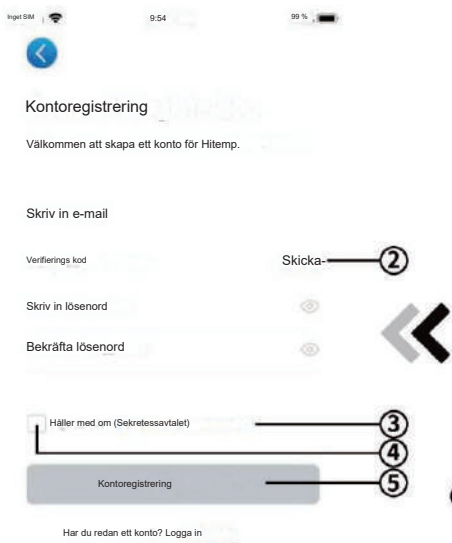 Inget SIM 9:54 99 %
Kontoregistrering
Välkommen att skapa ett konto för Hitemp.
Skriv in e-mail
Verifierings kod Skicka- 2
Skriv in lösenord
Bekräfta lösenord
Håller med om (Sekretessavtalet) 3
4
Kontoregistrering 5
Har du redan ett konto? Logga in